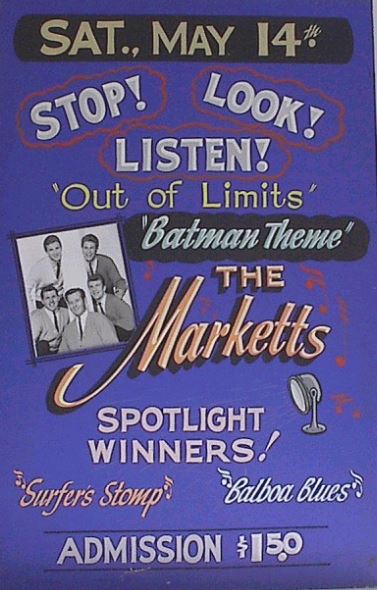 SAT., MAY 14th.
STOP! LOOK!
LISTEN!
"Out of Limits"
"Batman Theme"
THE
Marketts
SPOTLIGHT
WINNERS!
"Surfer's Stomp"
"Balboa Blues"
ADMISSION $1.50